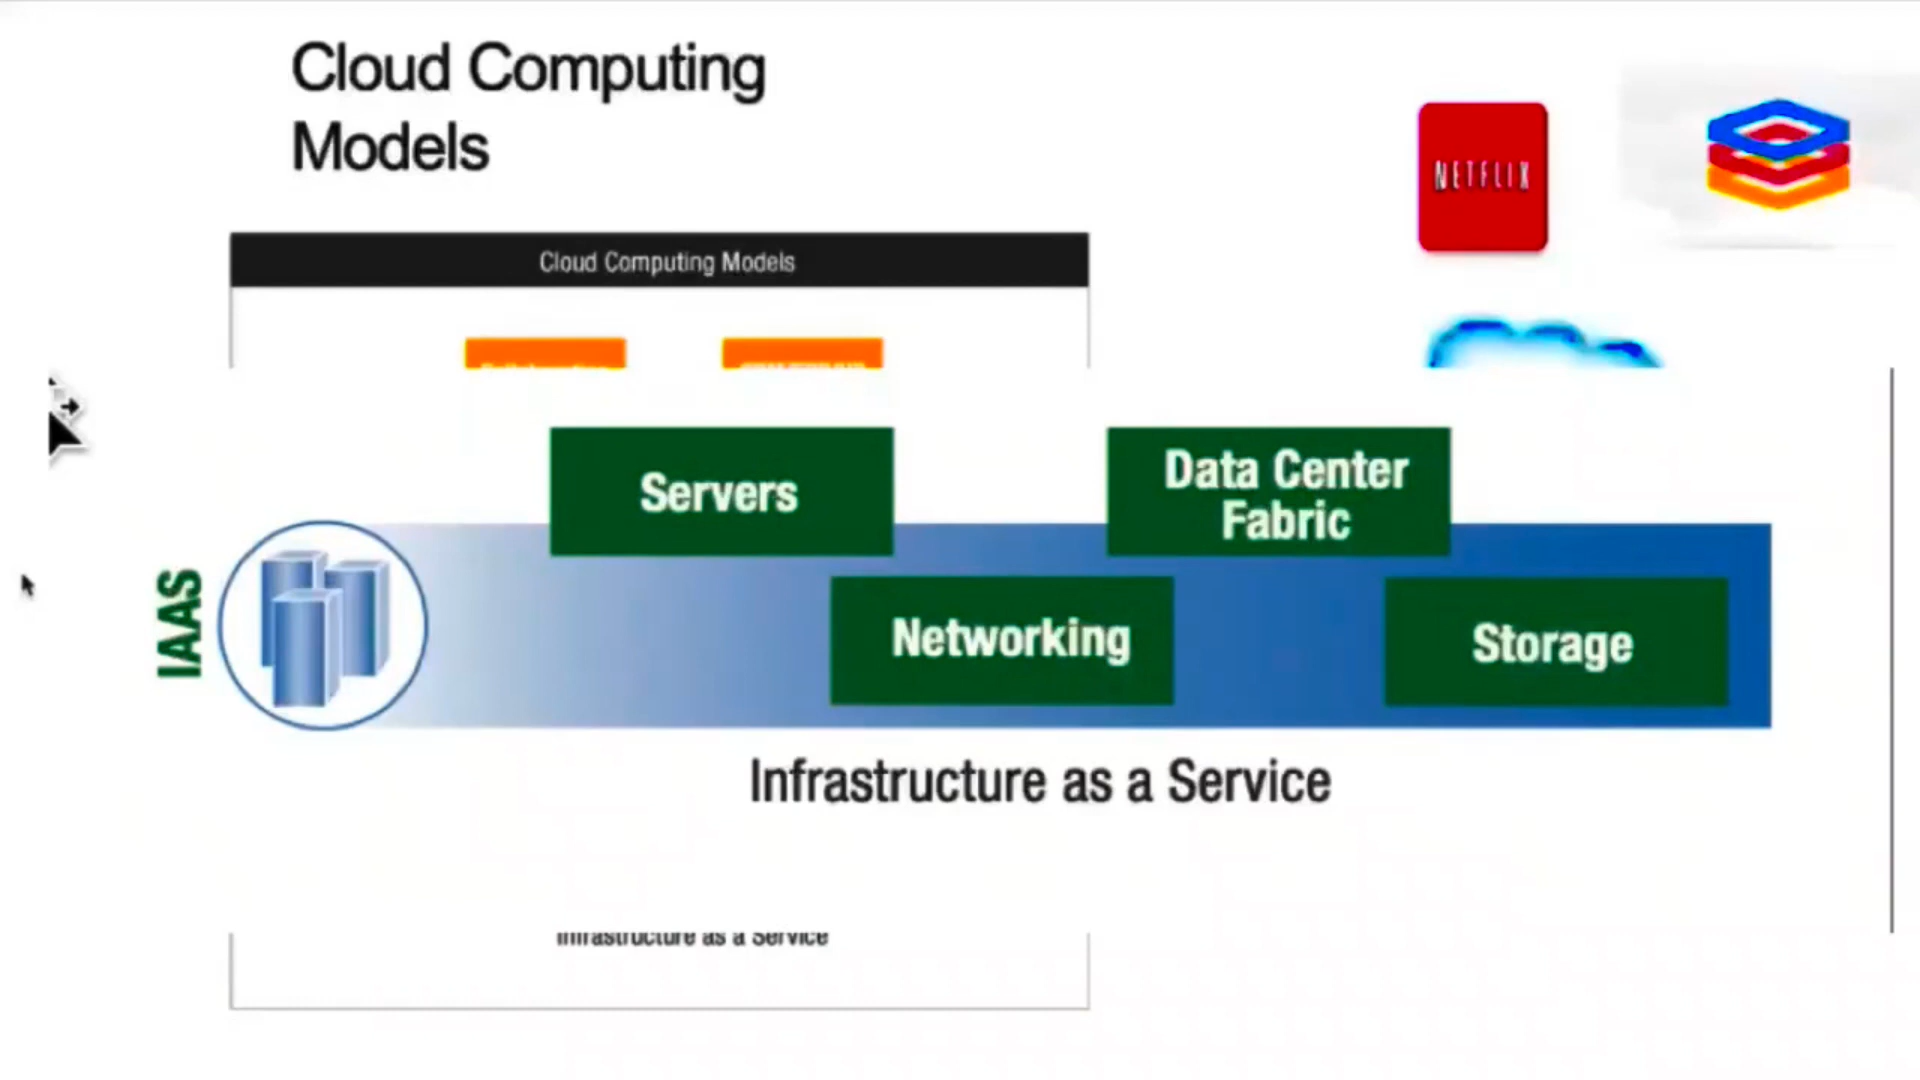 Cloud Computing
Models
NETFLIX
Cloud Computing Models
Servers
Data Center
Fabric
IAAS
Networking
Storage
Infrastructure as a Service
Infrastructure as a Service